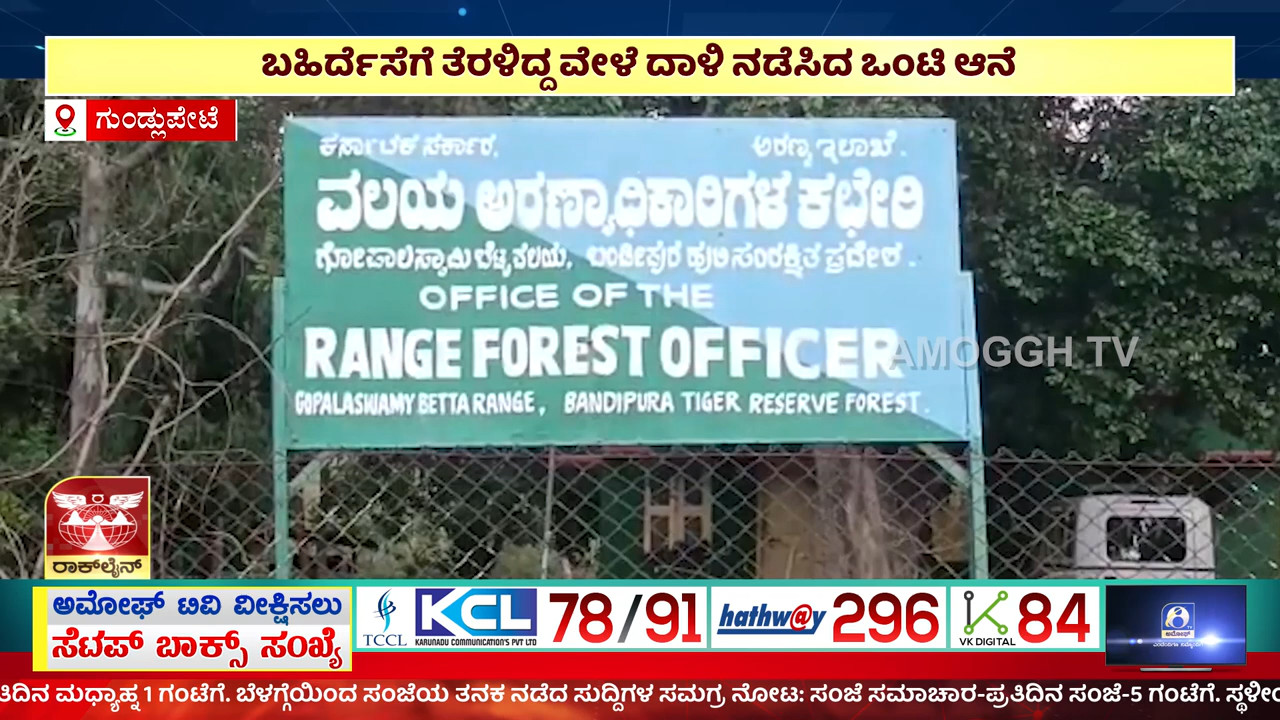 ಬಹಿರ್ದೆಸೆಗೆ ತೆರಳಿದ್ದ ವೇಳೆ ದಾಳಿ ನಡೆಸಿದ ಒಂಟಿ ಆನೆ
ಗುಂಡ್ಲುಪೇಟೆ
ಕರ್ನಾಟಕ ಸರ್ಕಾರ, ಅರಣ್ಯ ಇಲಾಖೆ.
ವಲಯ ಅರಣ್ಯಾಧಿಕಾರಿಗಳ ಕಛೇರಿ
ಗೋಪಾಲಸ್ವಾಮಿ ಬೆಟ್ಟ ವಲಯ, ಬಂಡೀಪುರ ಹುಲಿ ಸಂರಕ್ಷಿತ ಪ್ರದೇಶ.
OFFICE OF THE
RANGE FOREST OFFICER
AMOGGH TV
GOPALASWAMY BETTA RANGE, BANDIPURA TIGER RESERVE FOREST.
ರ
ರಾಕ್‌ಲೈನ್
ಅಮೋಘ್ ಟಿವಿ ವೀಕ್ಷಿಸಲು
ಸೆಟಪ್ ಬಾಕ್ಸ್ ಸಂಖ್ಯೆ
TCCL
KCL
KARUNADU COMMUNICATION'S PVT LTD
78/91
hathw@y
296
VK DIGITAL
84
ಅಮೋಘ್
ತಿದಿನ ಮಧ್ಯಾಹ್ನ 1 ಗಂಟೆಗೆ. ಬೆಳಗ್ಗೆಯಿಂದ ಸಂಜೆಯ ತನಕ ನಡೆದ ಸುದ್ದಿಗಳ ಸಮಗ್ರ ನೋಟ: ಸಂಜೆ ಸಮಾಚಾರ-ಪ್ರತಿದಿನ ಸಂಜೆ-5 ಗಂಟೆಗೆ. ಸ್ಥಳೀಯ